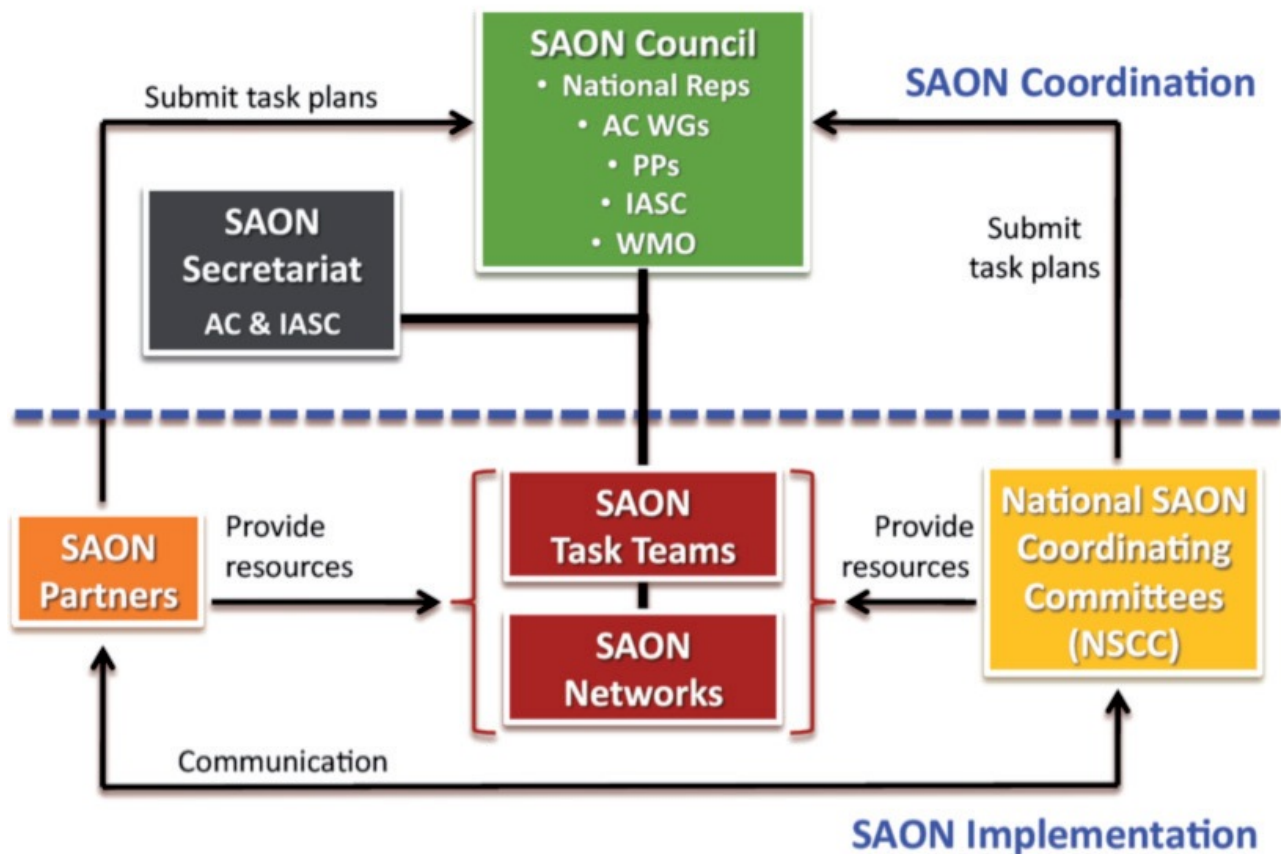 SAON Council
• National Reps
• AC WGs
• PPs
• IASC
• WMO
SAON Coordination
Submit task plans
SAON
Secretariat
AC & IASC
Submit
task plans
SAON
Partners
Provide
resources
SAON
Task Teams
SAON
Networks
Provide
resources
National SAON
Coordinating
Committees
(NSCC)
Communication
SAON Implementation